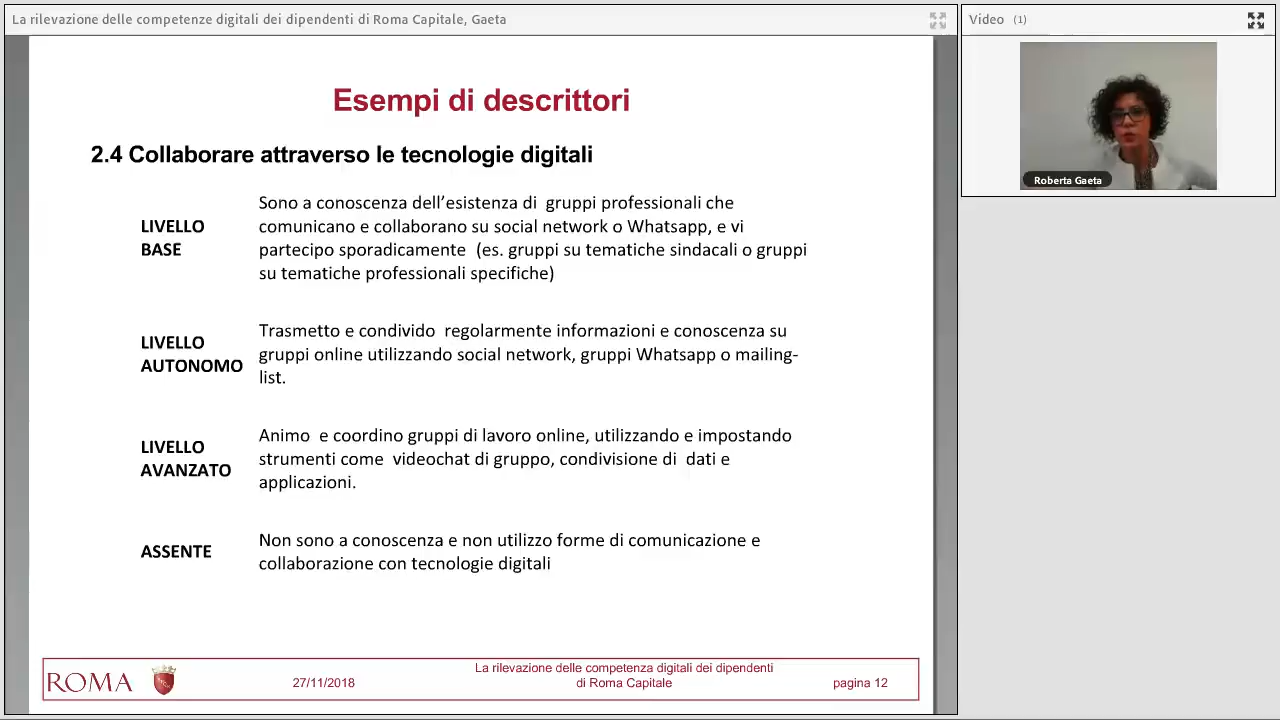 La rilevazione delle competenze digitali dei dipendenti di Roma Capitale, Gaeta
Video (1)
Roberta Gaeta
Esempi di descrittori
2.4 Collaborare attraverso le tecnologie digitali
LIVELLO
BASE
Sono a conoscenza dell'esistenza di gruppi professionali che
comunicano e collaborano su social network o Whatsapp, e vi
partecipo sporadicamente (es. gruppi su tematiche sindacali o gruppi
su tematiche professionali specifiche)
LIVELLO
AUTONOMO
Trasmetto e condivido regolarmente informazioni e conoscenza su
gruppi online utilizzando social network, gruppi Whatsapp o mailing-
list.
LIVELLO
AVANZATO
Animo e coordino gruppi di lavoro online, utilizzando e impostando
strumenti come videochat di gruppo, condivisione di dati e
applicazioni.
ASSENTE
Non sono a conoscenza e non utilizzo forme di comunicazione e
collaborazione con tecnologie digitali
ROMA
27/11/2018
La rilevazione delle competenza digitali dei dipendenti
di Roma Capitale
pagina 12